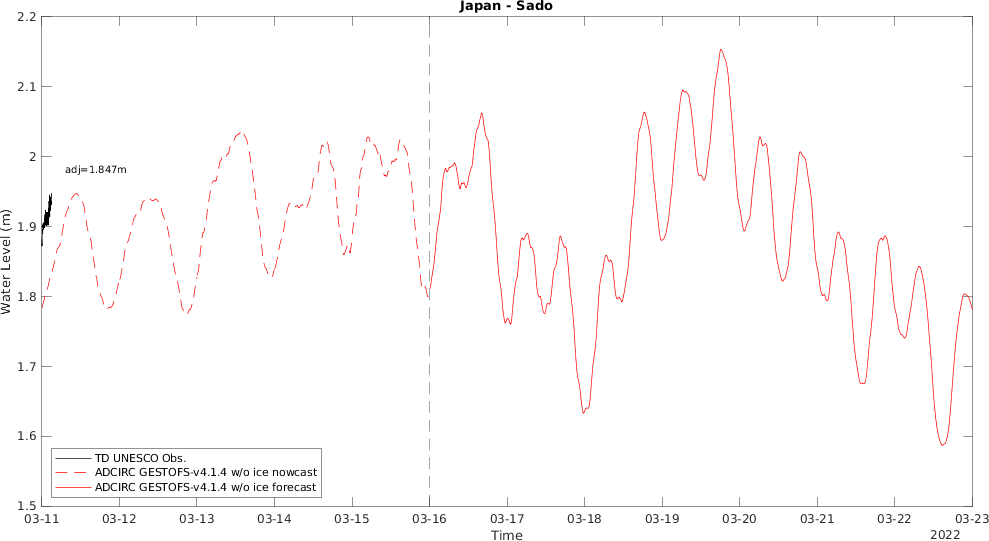 Japan - Sado
2.2
2.1
2
1.9
1.8
1.7
1.6
1.5
Water Level (m)
adj=1.847m
TD UNESCO Obs.
ADCIRC GESTOFS-v4.1.4 w/o ice nowcast
ADCIRC GESTOFS-v4.1.4 w/o ice forecast
03-11 03-12 03-13 03-14 03-15 03-16 03-17 03-18 03-19 03-20 03-21 03-22 03-23
Time
2022